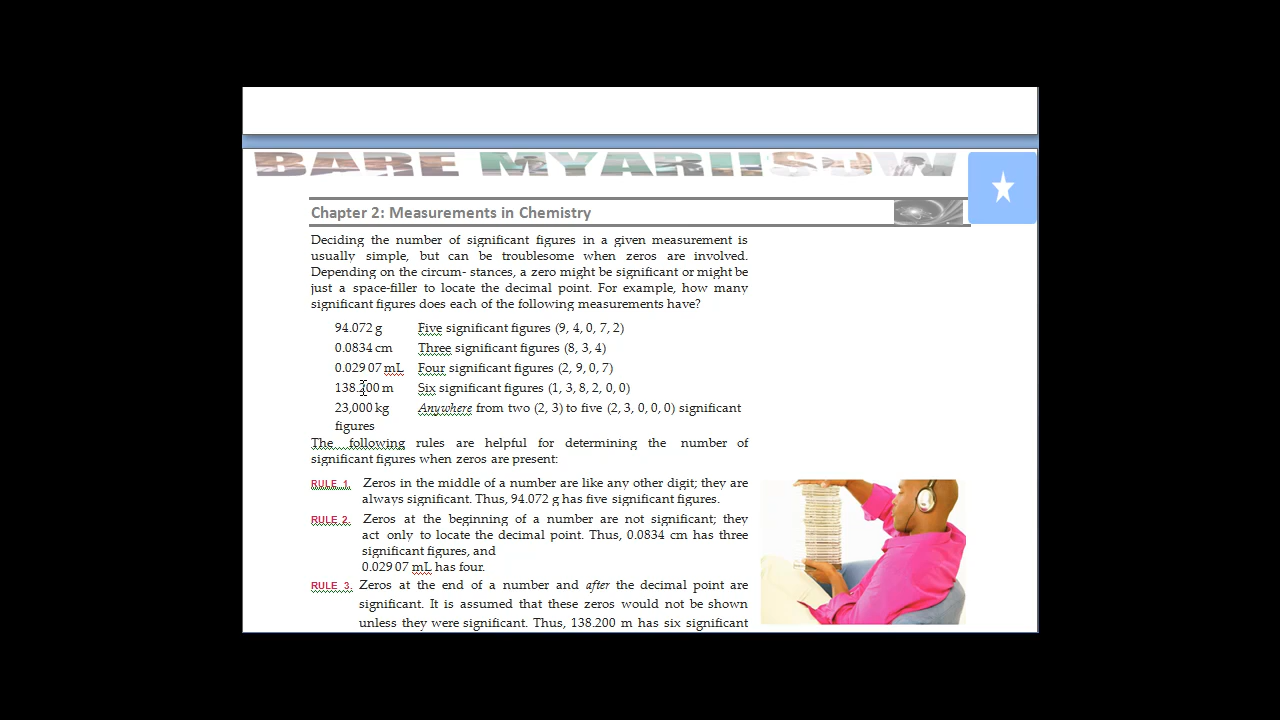 BARE MYARIISOW
Chapter 2: Measurements in Chemistry
Deciding the number of significant figures in a given measurement is
usually simple, but can be troublesome when zeros are involved.
Depending on the circum- stances, a zero might be significant or might be
just a space-filler to locate the decimal point. For example, how many
significant figures does each of the following measurements have?
94.072 g Five significant figures (9, 4, 0, 7, 2)
0.0834 cm Three significant figures (8, 3, 4)
0.029 07 mL Four significant figures (2, 9, 0, 7)
138.200 m Six significant figures (1, 3, 8, 2, 0, 0)
23,000 kg Anywhere from two (2, 3) to five (2, 3, 0, 0, 0) significant
figures
The following rules are helpful for determining the number of
significant figures when zeros are present:
RULE 1. Zeros in the middle of a number are like any other digit; they are
always significant. Thus, 94.072 g has five significant figures.
RULE 2. Zeros at the beginning of a number are not significant; they
act only to locate the decimal point. Thus, 0.0834 cm has three
significant figures, and
0.029 07 mL has four.
RULE 3. Zeros at the end of a number and after the decimal point are
significant. It is assumed that these zeros would not be shown
unless they were significant. Thus, 138.200 m has six significant